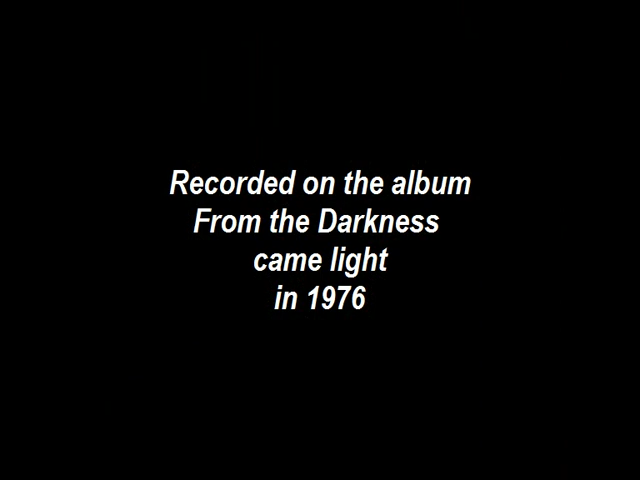 Recorded on the album
From the Darkness
came light
in 1976